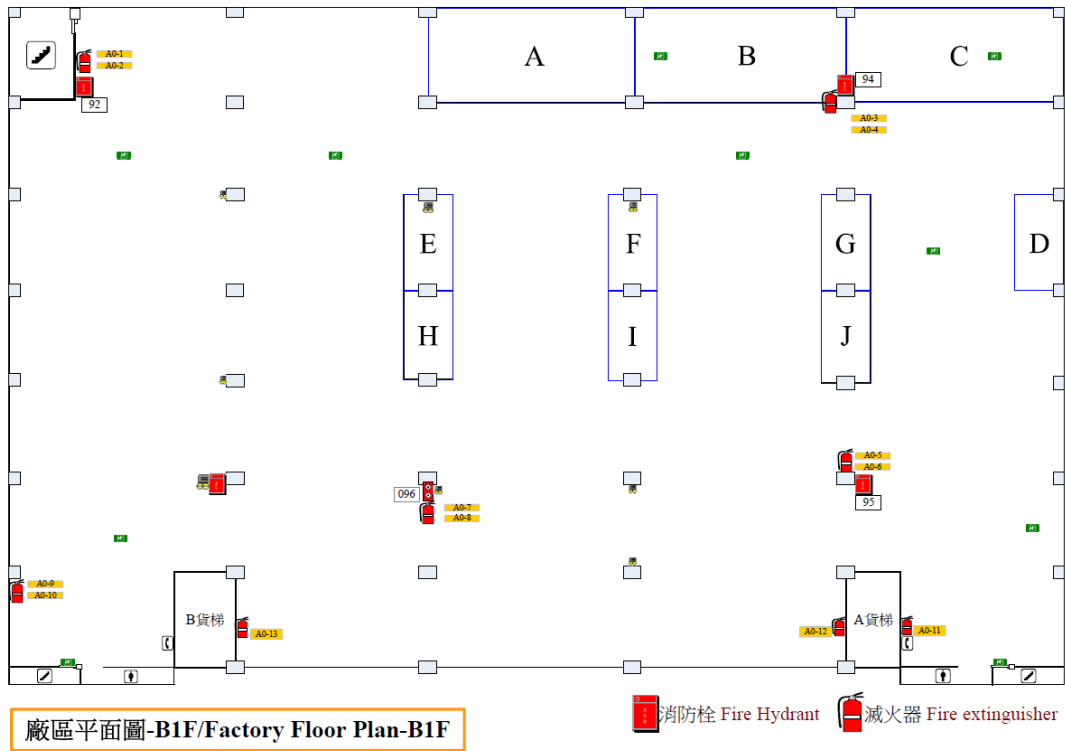 A0-1
A0-2
92
A
B
C
94
A0-3
A0-4
E
F
G
D
H
I
J
A0-5
A0-6
95
096
A0-7
A0-8
A0-9
A0-10
B貨梯
A0-13
A0-12
A貨梯
A0-11
廠區平面圖-B1F/Factory Floor Plan-B1F
消防栓 Fire Hydrant
滅火器 Fire extinguisher